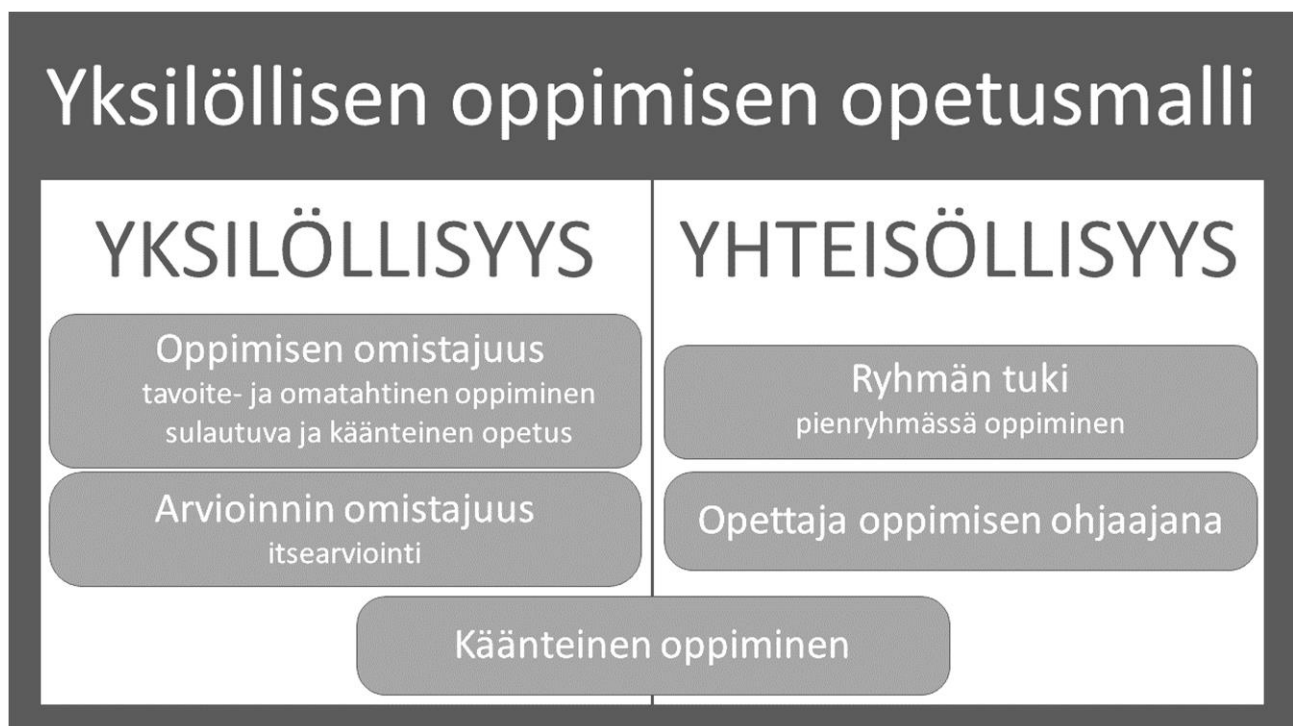 Yksilöllisen oppimisen opetusmalli
YKSILÖLLISYYS
Oppimisen omistajuus
tavoite- ja omatahtinen oppiminen
sulautuva ja käänteinen opetus
Arvioinnin omistajuus
itsearviointi
YHTEISÖLLISYYS
Ryhmän tuki
pienryhmässä oppiminen
Opettaja oppimisen ohjaajana
Käänteinen oppiminen